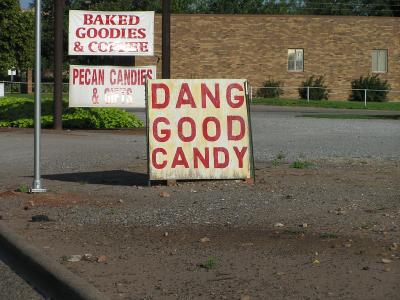 BAKED
GOODIES
& COFFEE
PECAN CANDIES
& GIFTS
DANG
GOOD
CANDY